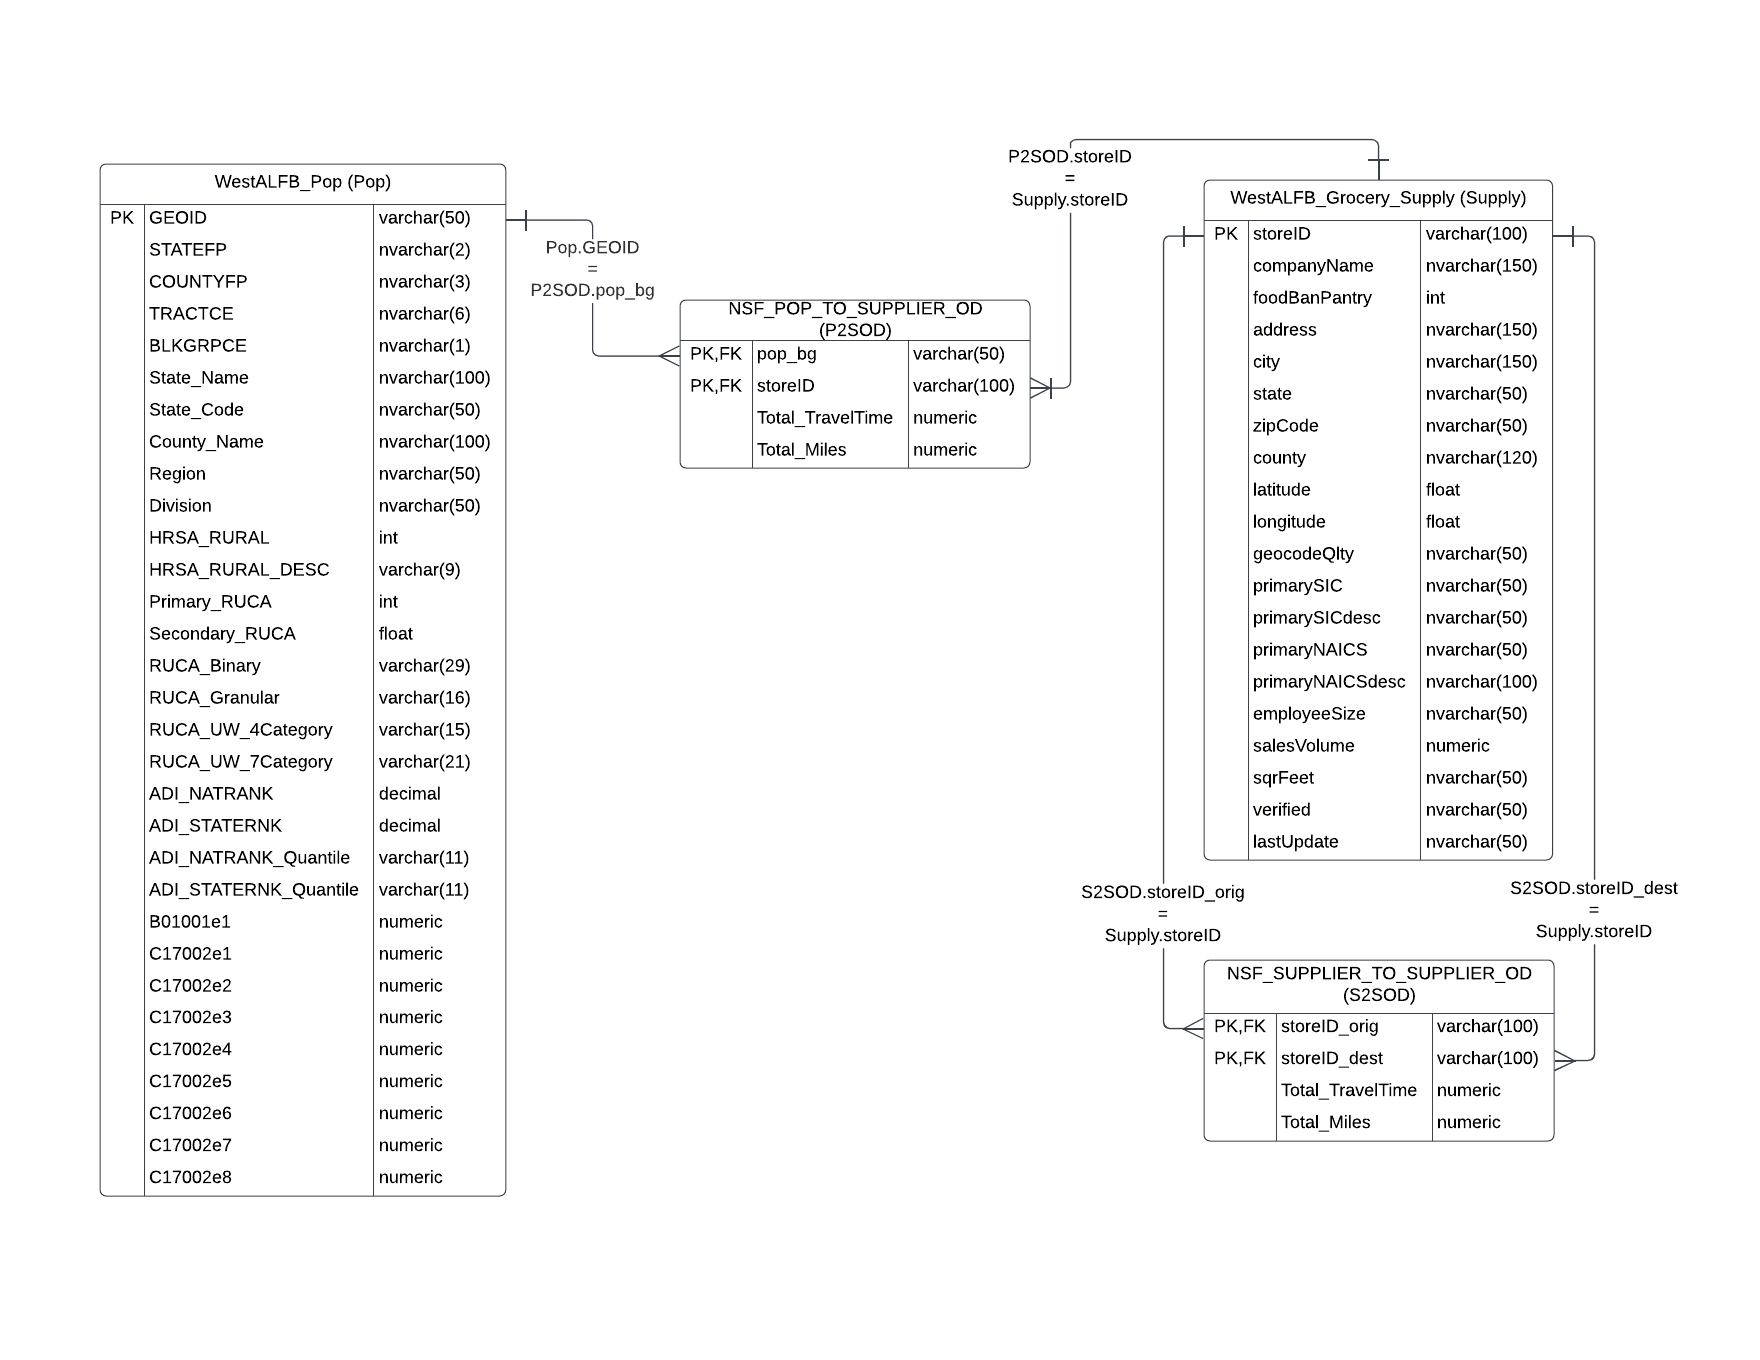 WestALFB_Pop (Pop)
PK GEOID varchar(50)
STATEFP nvarchar(2)
COUNTYFP nvarchar(3)
TRACTCE nvarchar(6)
BLKGRPCE nvarchar(1)
State_Name nvarchar(100)
State_Code nvarchar(50)
County_Name nvarchar(100)
Region nvarchar(50)
Division nvarchar(50)
HRSA_RURAL int
HRSA_RURAL_DESC varchar(9)
Primary_RUCA int
Secondary_RUCA float
RUCA_Binary varchar(29)
RUCA_Granular varchar(16)
RUCA_UW_4Category varchar(15)
RUCA_UW_7Category varchar(21)
ADI_NATRANK decimal
ADI_STATERNK decimal
ADI_NATRANK_Quantile varchar(11)
ADI_STATERNK_Quantile varchar(11)
B01001e1 numeric
C17002e1 numeric
C17002e2 numeric
C17002e3 numeric
C17002e4 numeric
C17002e5 numeric
C17002e6 numeric
C17002e7 numeric
C17002e8 numeric
Pop.GEOID
=
P2SOD.pop_bg
NSF_POP_TO_SUPPLIER_OD
(P2SOD)
PK,FK pop_bg varchar(50)
PK,FK storeID varchar(100)
Total_TravelTime numeric
Total_Miles numeric
P2SOD.storeID
=
Supply.storeID
WestALFB_Grocery_Supply (Supply)
PK storeID varchar(100)
companyName nvarchar(150)
foodBanPantry int
address nvarchar(150)
city nvarchar(150)
state nvarchar(50)
zipCode nvarchar(50)
county nvarchar(120)
latitude float
longitude float
geocodeQlty nvarchar(50)
primarySIC nvarchar(50)
primarySICdesc nvarchar(50)
primaryNAICS nvarchar(50)
primaryNAICSdesc nvarchar(100)
employeeSize nvarchar(50)
salesVolume numeric
sqrFeet nvarchar(50)
verified nvarchar(50)
lastUpdate nvarchar(50)
S2SOD.storeID_orig
=
Supply.storeID
S2SOD.storeID_dest
=
Supply.storeID
NSF_SUPPLIER_TO_SUPPLIER_OD
(S2SOD)
PK,FK storeID_orig varchar(100)
PK,FK storeID_dest varchar(100)
Total_TravelTime numeric
Total_Miles numeric